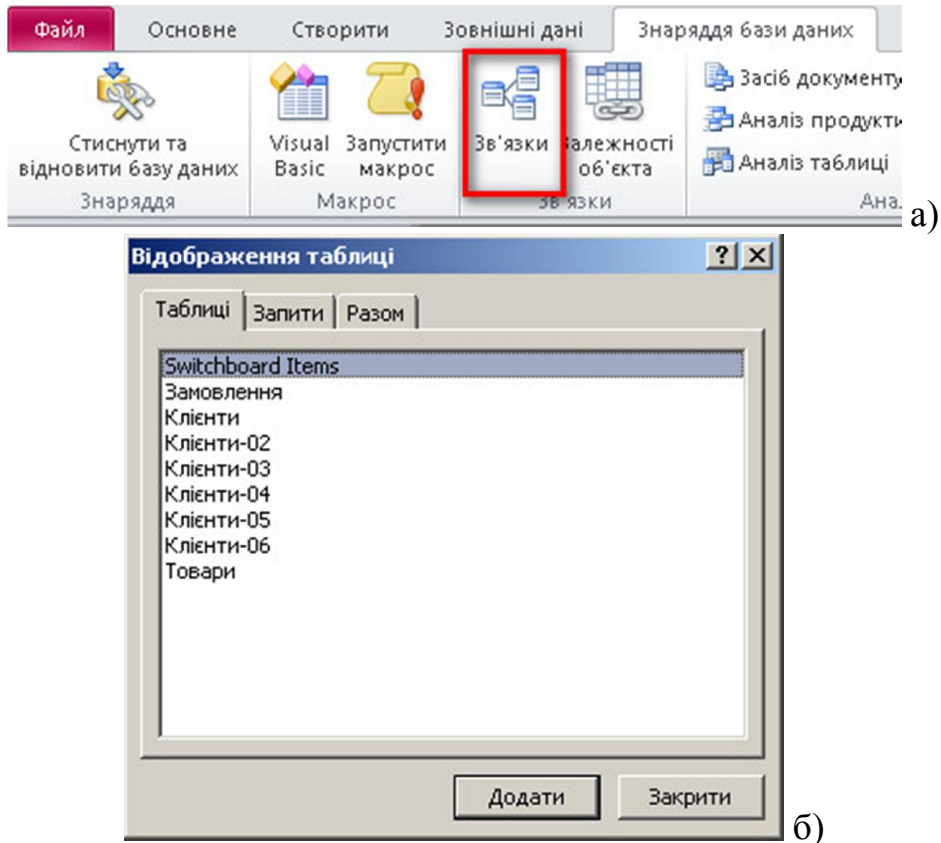 Файл Основне Створити Зовнішні дані Знаряддя бази даних
Стиснути та відновити базу даних
Visual Basic
Запустити макрос
Зв'язки
Залежності об'єкта
Засіб документу
Аналіз продукти
Аналіз таблиці
Знаряддя Макрос Зв'язки Ана
а)
Відображення таблиці
Таблиці Запити Разом
Switchboard Items
Замовлення
Клієнти
Клієнти-02
Клієнти-03
Клієнти-04
Клієнти-05
Клієнти-06
Товари
Додати Закрити
б)